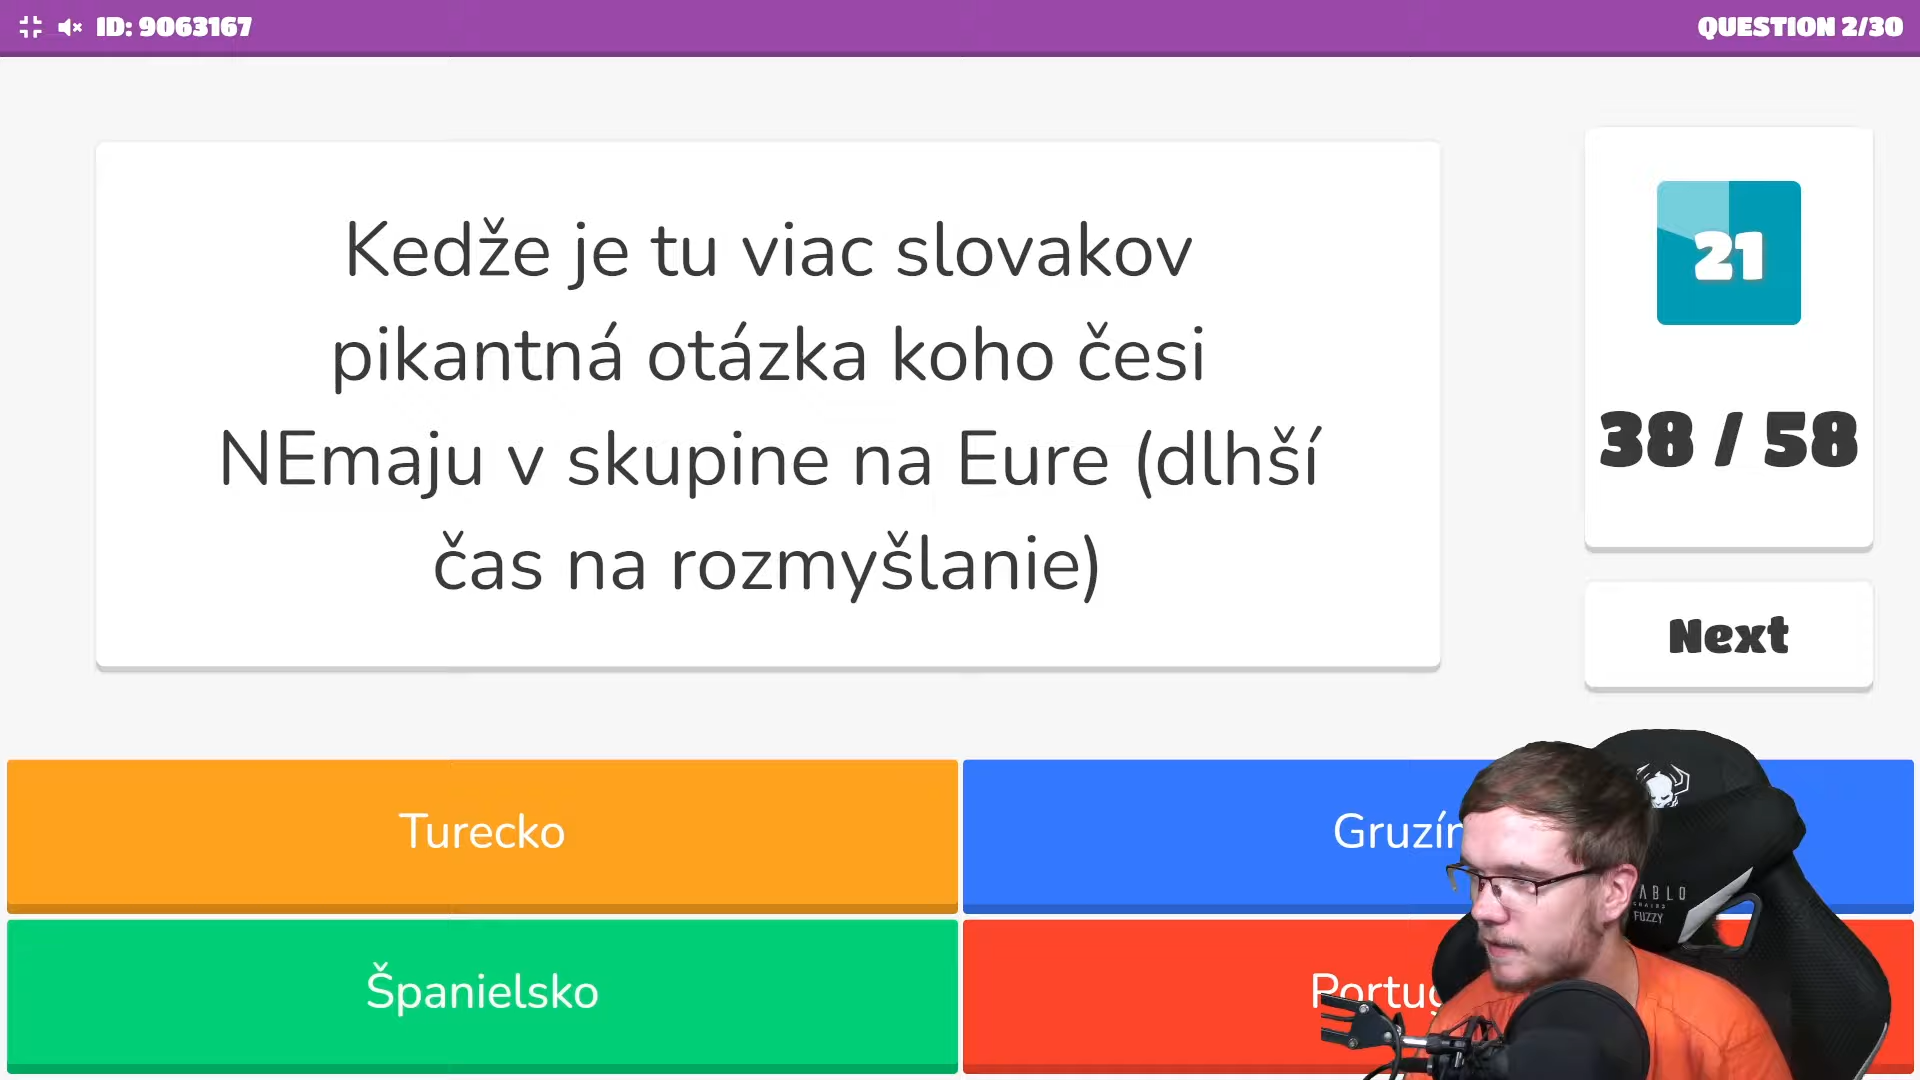 ID: 9063167
QUESTION 2/30
Kedže je tu viac slovakov
pikantná otázka koho česi
NEmaju v skupine na Eure (dlhší
čas na rozmyšlanie)
21
38 / 58
Next
Turecko
Španielsko
FUZZY